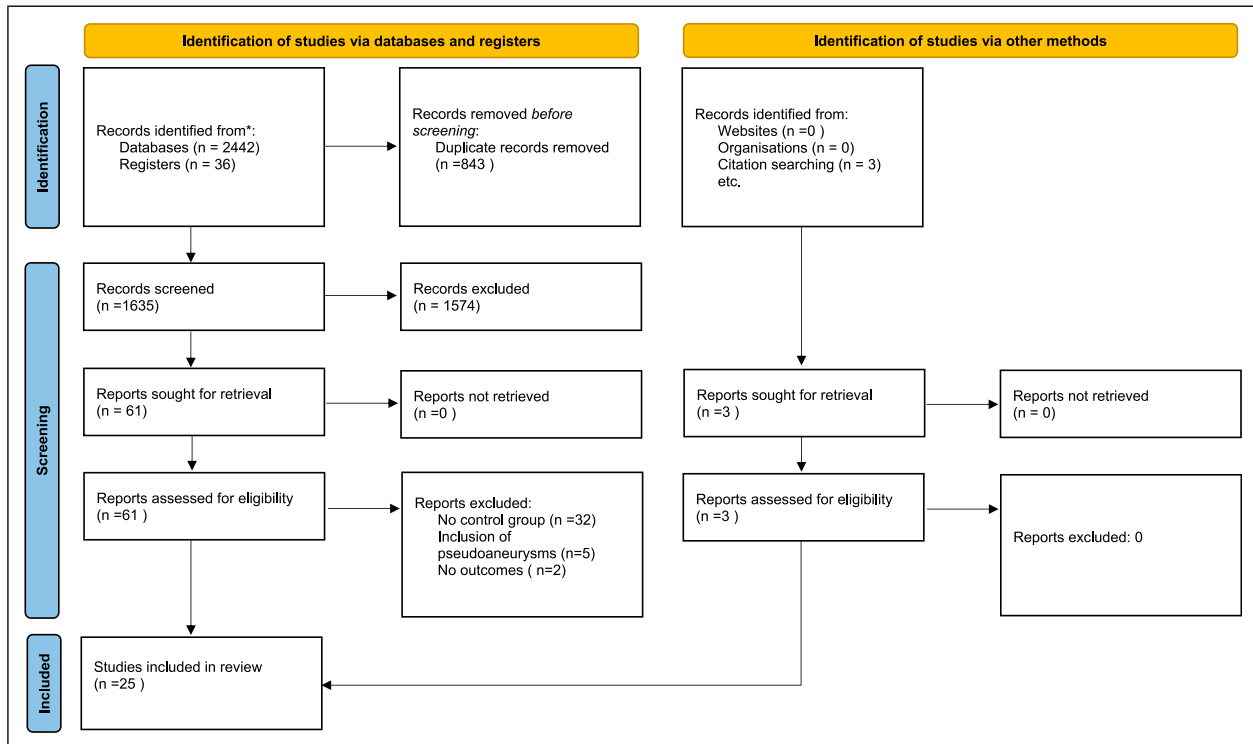 Identification of studies via databases and registers
Identification of studies via other methods
Identification
Records identified from*:
Databases (n = 2442)
Registers (n = 36)
Records removed before
screening:
Duplicate records removed
(n =843 )
Records identified from:
Websites (n =0 )
Organisations (n = 0)
Citation searching (n = 3)
etc.
Screening
Records screened
(n =1635)
Records excluded
(n = 1574)
Reports sought for retrieval
(n = 61)
Reports not retrieved
(n =0 )
Reports sought for retrieval
(n =3 )
Reports not retrieved
(n = 0)
Reports assessed for eligibility
(n =61 )
Reports excluded:
No control group (n =32)
Inclusion of
pseudoaneurysms (n=5)
No outcomes ( n=2)
Reports assessed for eligibility
(n =3 )
Reports excluded: 0
Included
Studies included in review
(n =25 )